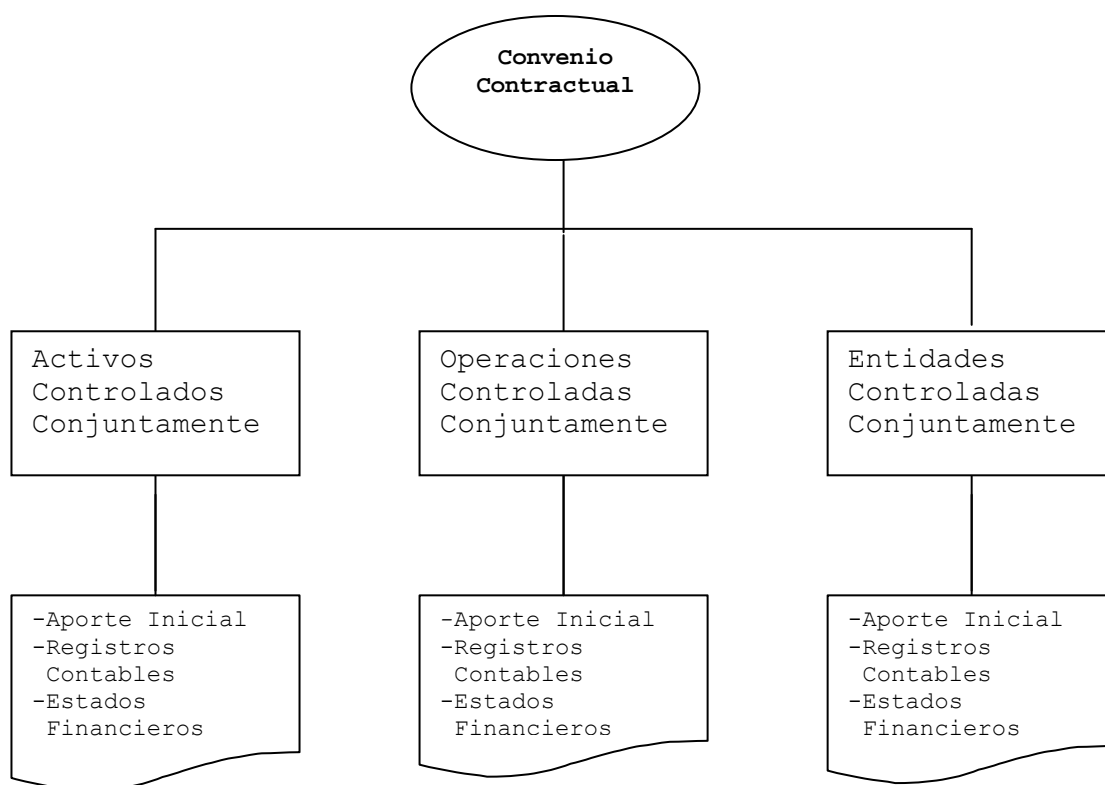 Convenio
Contractual
Activos
Controlados
Conjuntamente
Operaciones
Controladas
Conjuntamente
Entidades
Controladas
Conjuntamente
-Aporte Inicial
-Registros
Contables
-Estados
Financieros
-Aporte Inicial
-Registros
Contables
-Estados
Financieros
-Aporte Inicial
-Registros
Contables
-Estados
Financieros